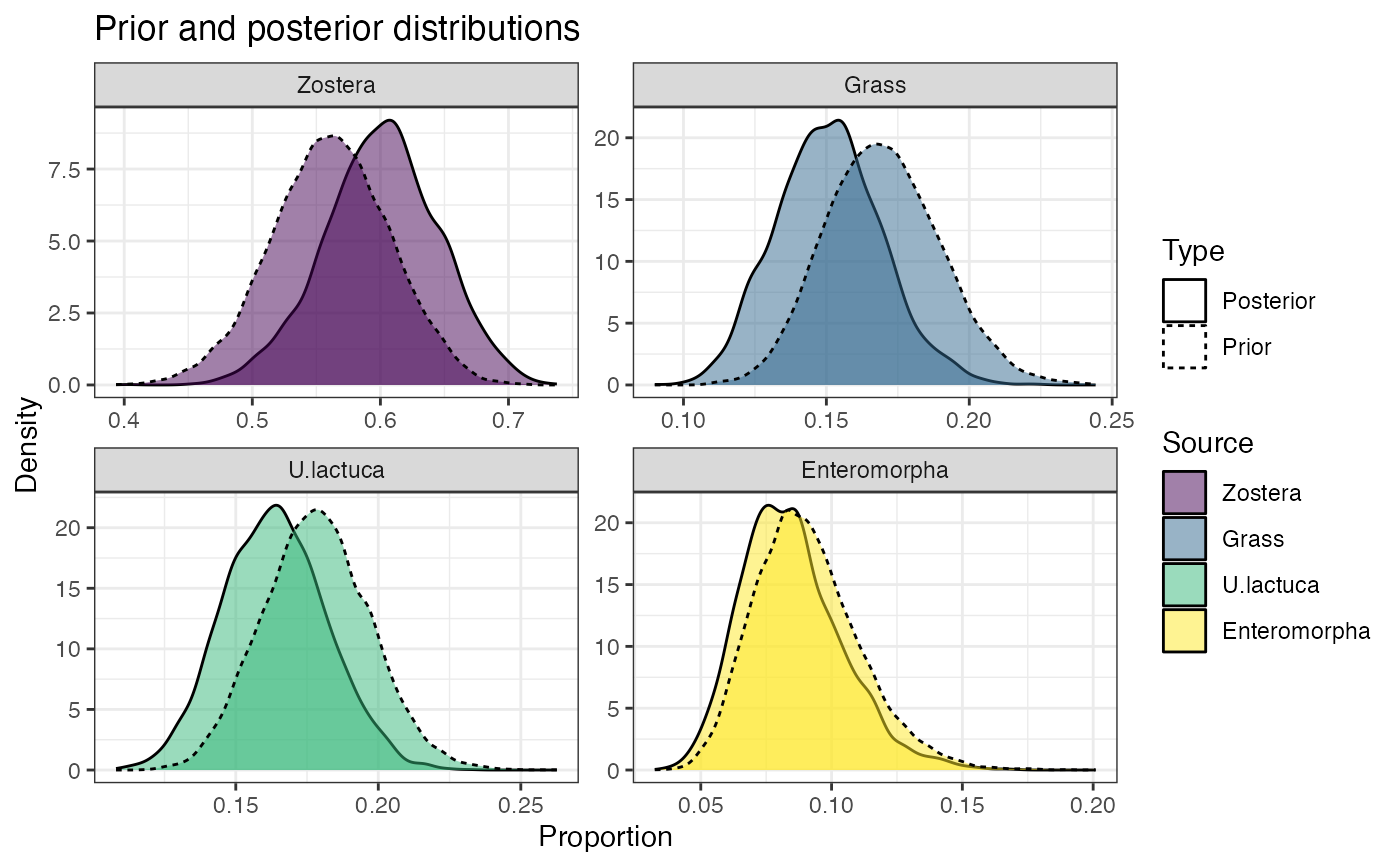 Prior and posterior distributions
Zostera
Grass
7.5
5.0
2.5
0.0
0.4 0.5 0.6 0.7
20
15
10
5
0
0.10 0.15 0.20 0.25
U.lactuca
Enteromorpha
20
15
10
5
0
0.15 0.20 0.25
20
15
10
5
0
0.05 0.10 0.15 0.20
Density
Proportion
Type
Posterior
Prior
Source
Zostera
Grass
U.lactuca
Enteromorpha